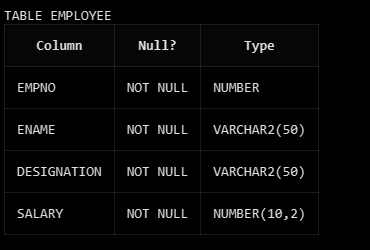 TABLE EMPLOYEE
Column Null? Type
EMPNO NOT NULL NUMBER
ENAME NOT NULL VARCHAR2(50)
DESIGNATION NOT NULL VARCHAR2(50)
SALARY NOT NULL NUMBER(10,2)